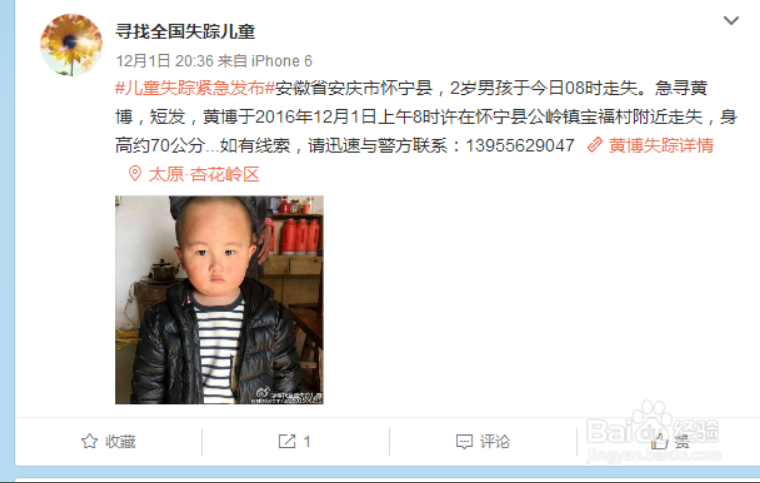 寻找全国失踪儿童
12月1日 20:36 来自 iPhone 6
#儿童失踪紧急发布#安徽省安庆市怀宁县，2岁男孩于今日08时走失。急寻黄
博，短发，黄博于2016年12月1日上午8时许在怀宁县公岭镇宝福村附近走失，身
高约70公分...如有线索，请迅速与警方联系：13955629047 黄博失踪详情
太原·杏花岭区
收藏
1
评论
赞
Baidu经验
jingyan.baidu.com